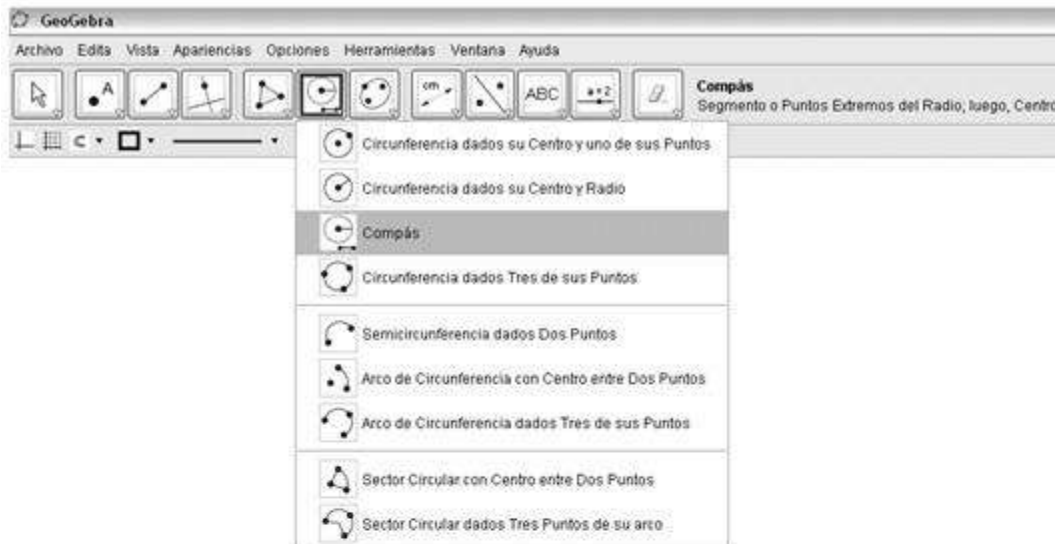 GeoGebra
Archivo Edita Vista Apariencias Opciones Herramientas Ventana Ayuda
A
cm
ABC
a=2
Compás
Segmento o Puntos Extremos del Radio, luego, Centro
Circunferencia dados su Centro y uno de sus Puntos
Circunferencia dados su Centro y Radio
Compás
Circunferencia dados Tres de sus Puntos
Semicircunferencia dados Dos Puntos
Arco de Circunferencia con Centro entre Dos Puntos
Arco de Circunferencia dados Tres de sus Puntos
Sector Circular con Centro entre Dos Puntos
Sector Circular dados Tres Puntos de su arco